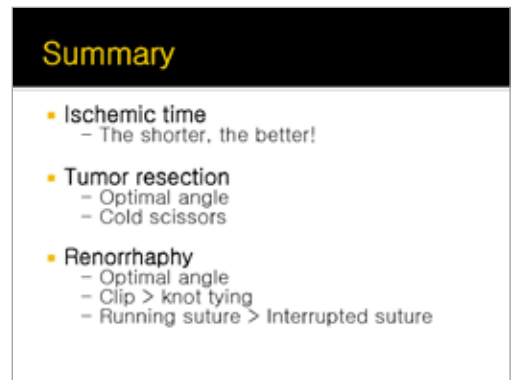 Summary
▪ Ischemic time
– The shorter, the better!
▪ Tumor resection
– Optimal angle
– Cold scissors
▪ Renorrhaphy
– Optimal angle
– Clip > knot tying
– Running suture > Interrupted suture